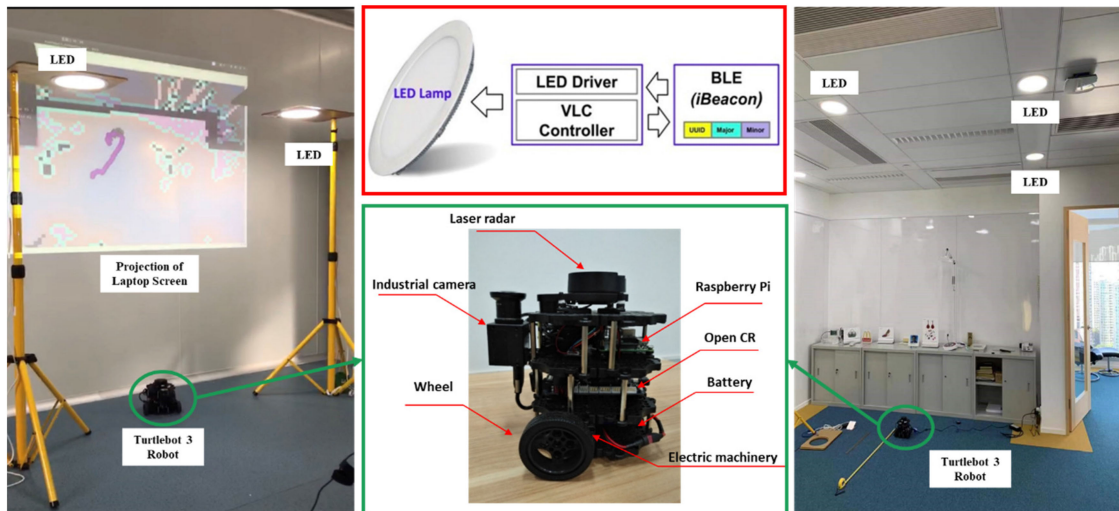 LED
LED
Projection of
Laptop Screen
Turtlebot 3
Robot
LED Lamp
LED Driver
VLC
Controller
BLE
(iBeacon)
UUID
Major
Minor
Laser radar
Industrial camera
Raspberry Pi
Open CR
Wheel
Battery
Electric machinery
LED
LED
LED
Turtlebot 3
Robot